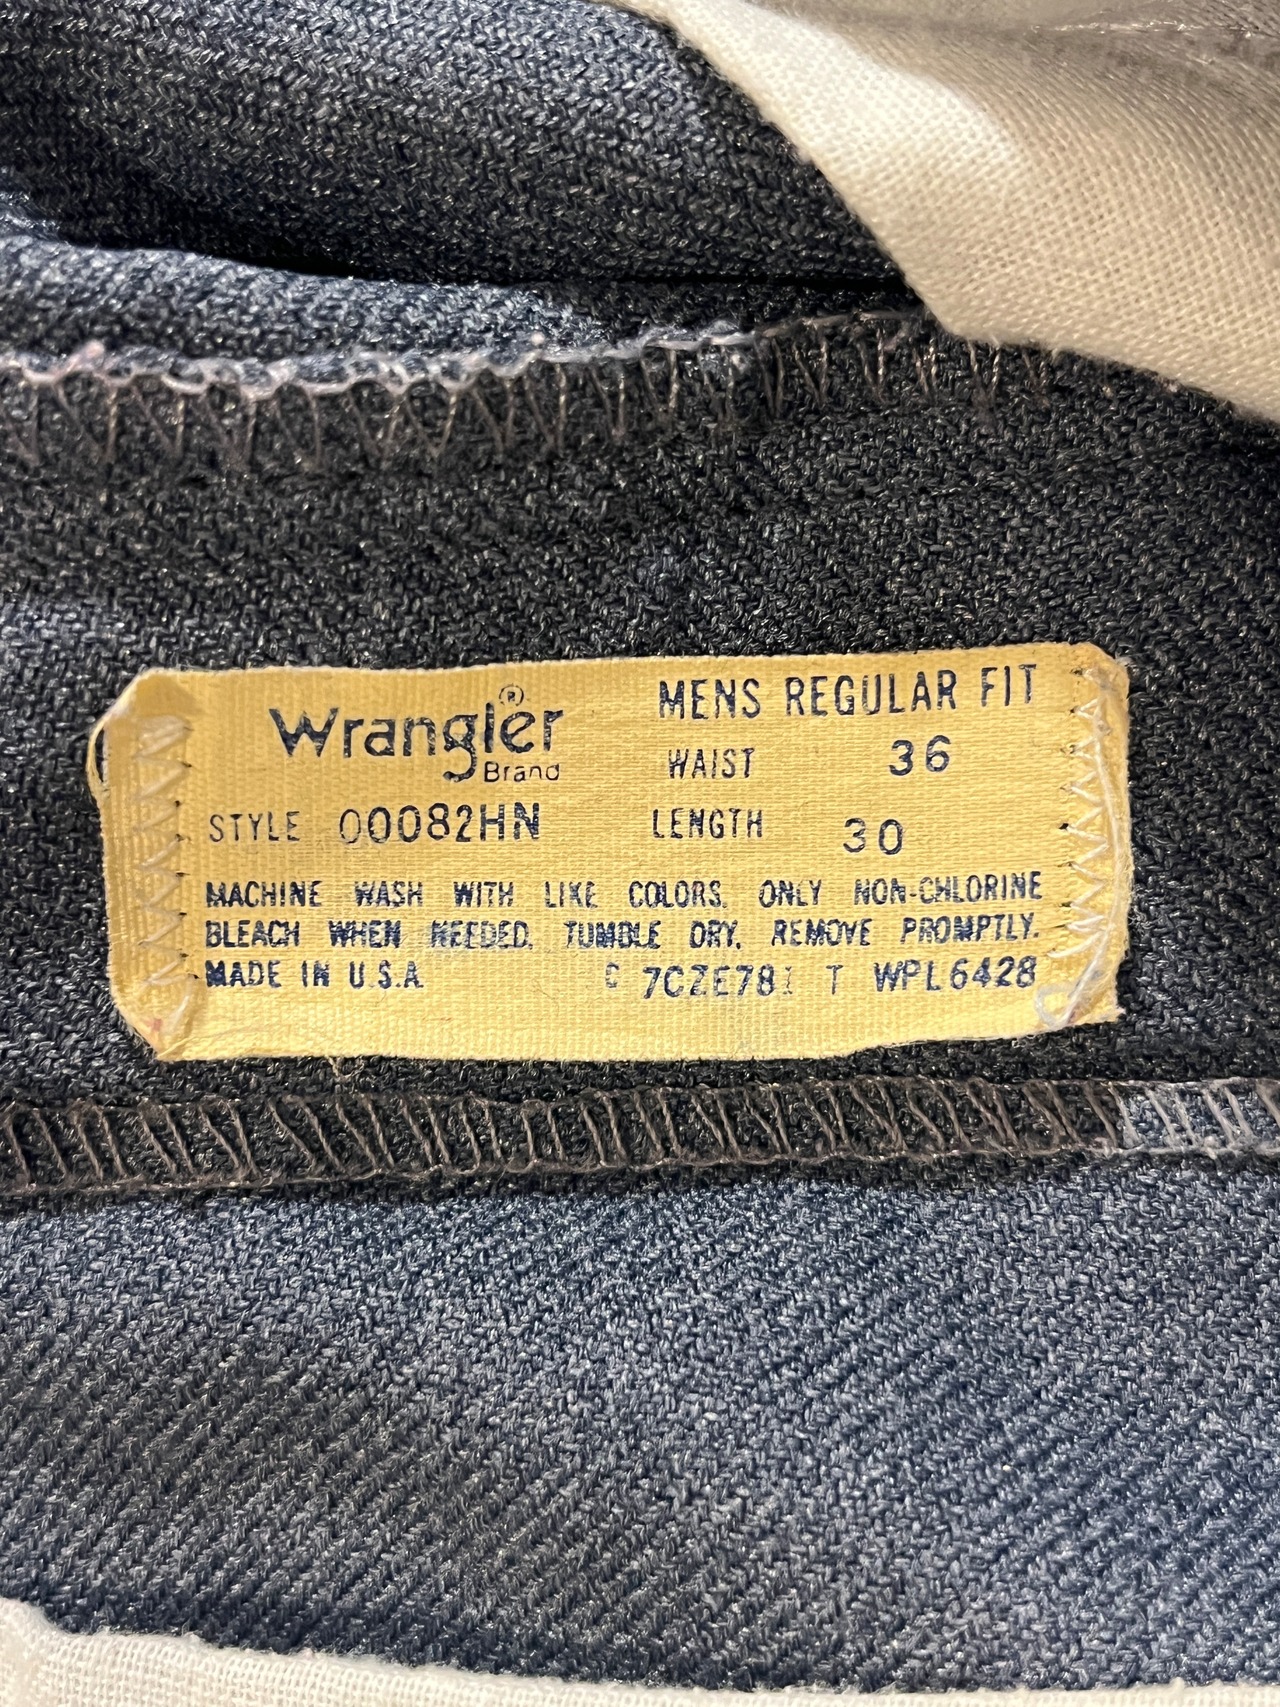 Wrangler®
Brand
MENS REGULAR FIT
WAIST 36
STYLE 00082HN
LENGTH 30
MACHINE WASH WITH LIKE COLORS. ONLY NON-CHLORINE
BLEACH WHEN NEEDED. TUMBLE DRY. REMOVE PROMPTLY.
MADE IN U.S.A. C T WPL6428